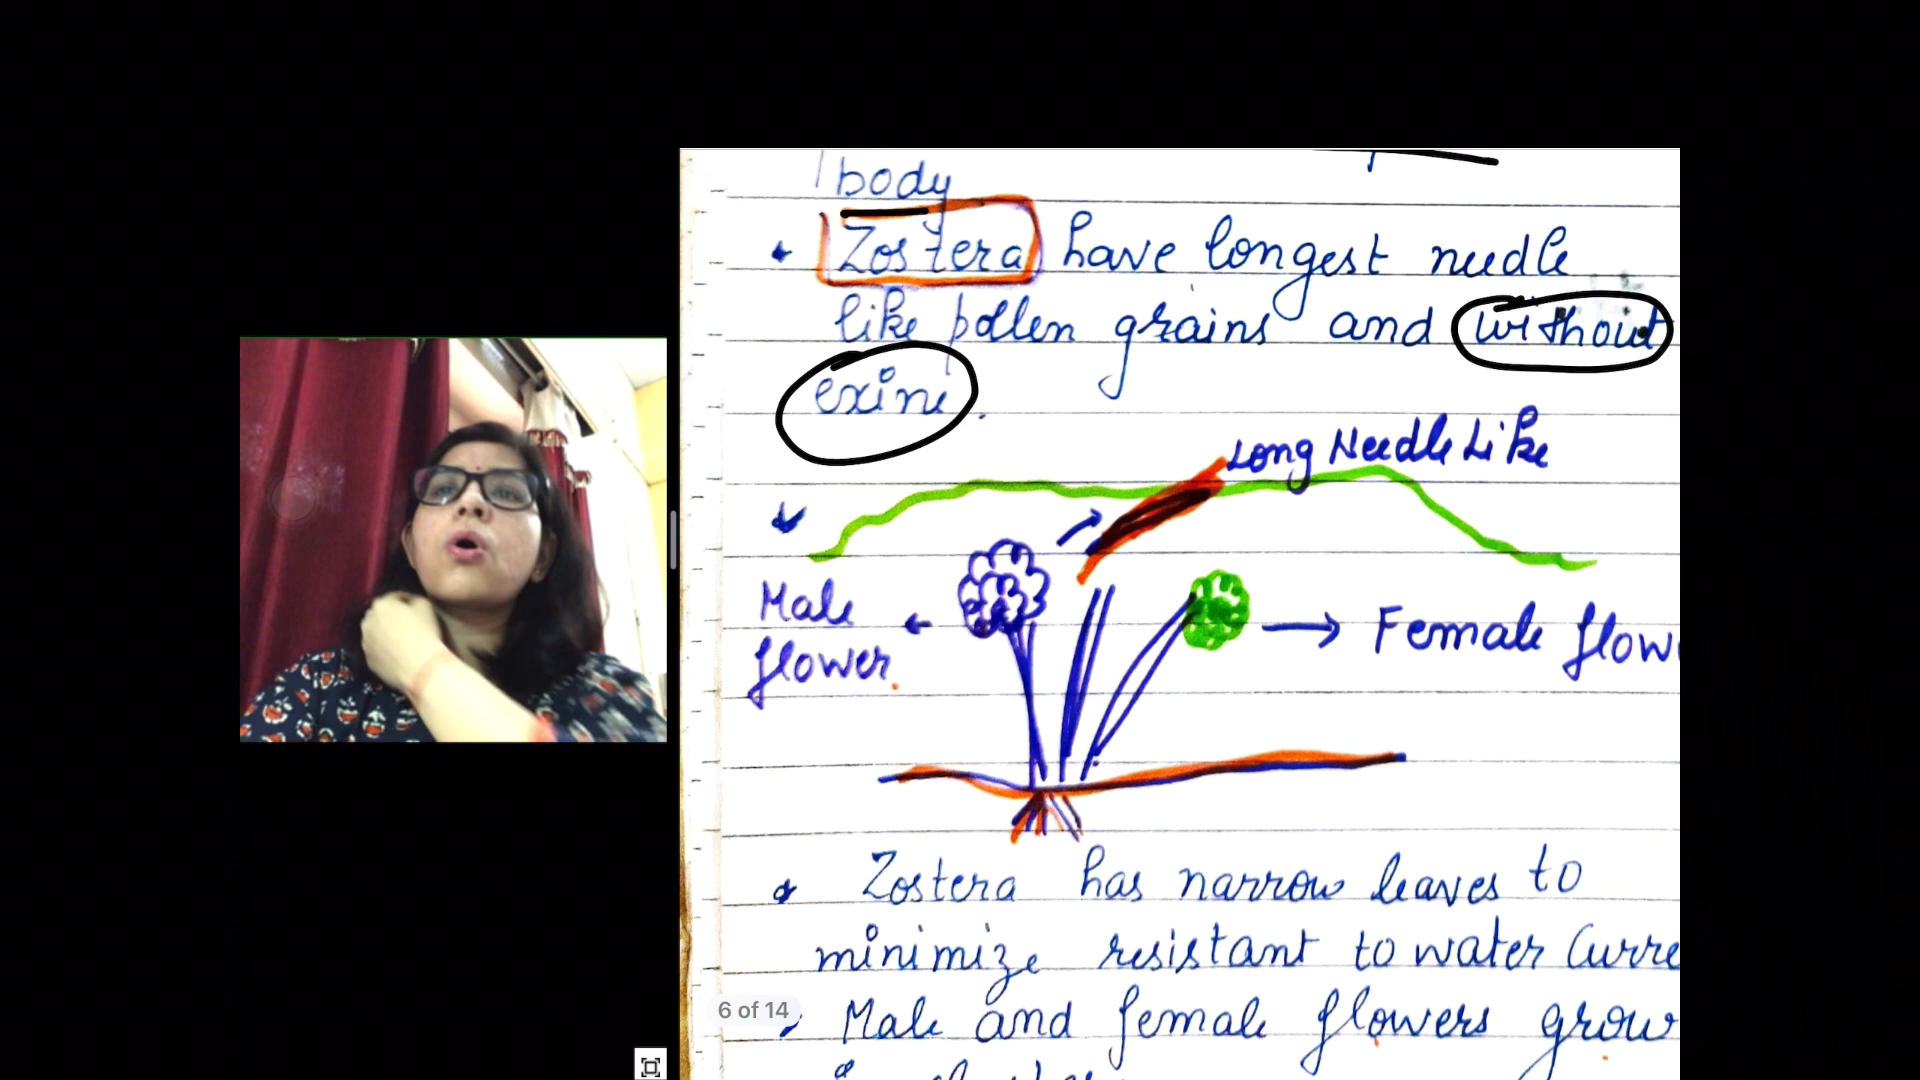 body
Zostera have longest needle
like pollen grains and without
exine.
Long Needle Like
Male
flower.
Female flow
Zostera has narrow leaves to
minimize resistant to water Curre
6 of 14
Male and female flowers grow